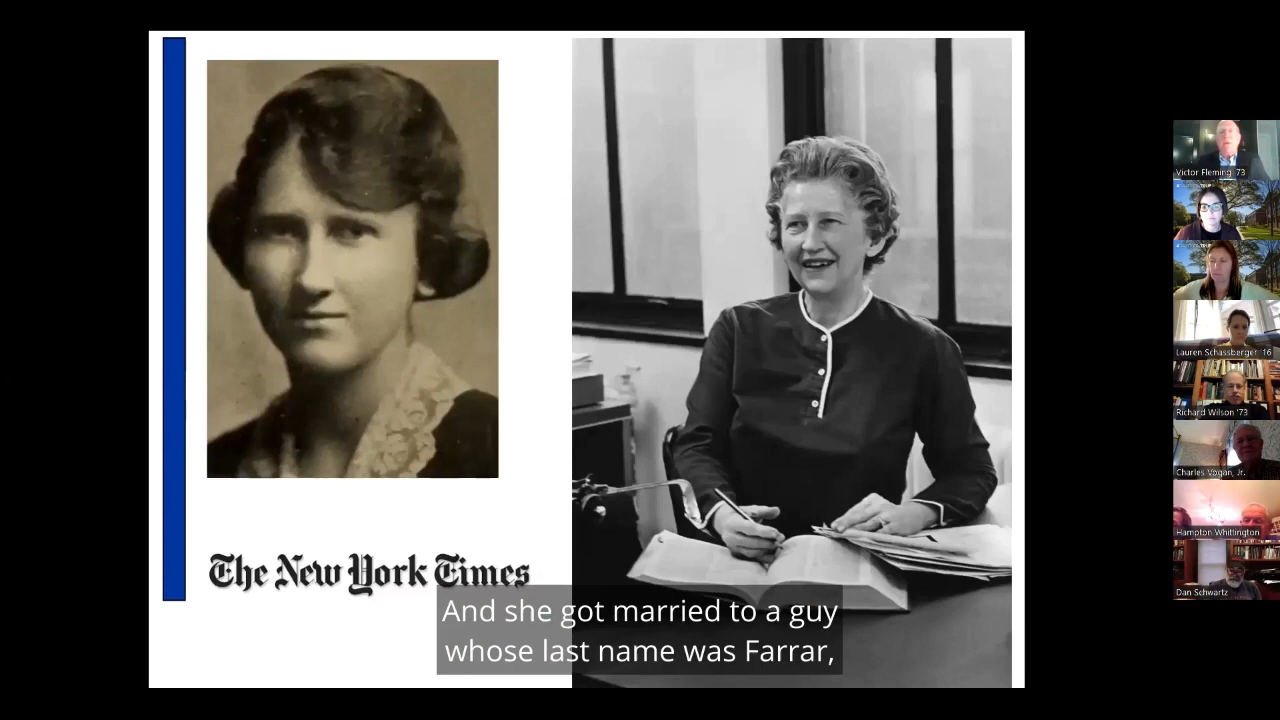 The New York Times
And she got married to a guy
whose last name was Farrar,
Victor Fleming '73
Lauren Schassberger '16
Richard Wilson '73
Charles Vogan, Jr.
Hampton Whittington
Dan Schwartz